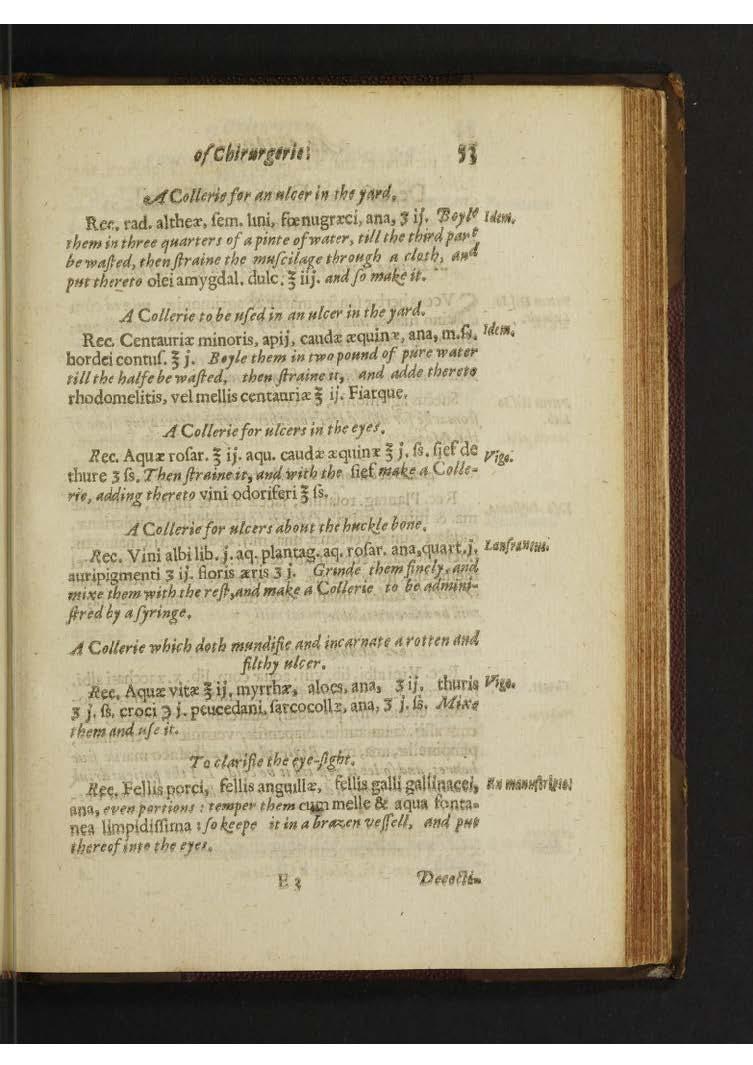 of Chirurgerie. 53
A Collerie for an ulcer in the yard.
Rec. rad. altheæ, ſem. lini, fœnugræci, ana, ʒ ij. Boyle Idem.
them in three quarters of a pinte of water, till the third part
be waſted, then ſtraine the muſcilage through a cloth, and
put thereto olei amygdal. dulc. ℥ iij. and ſo make it.
A Collerie to be uſed in an ulcer in the yard.
Rec. Centauriæ minoris, apij, caudæ æquinæ, ana, m.ſſ. Idem.
hordei contuſ. ℥ j. Boyle them in two pound of pure water
till the halfe be waſted, then ſtraine it, and adde thereto
rhodomelitis, vel mellis centauriæ ℥ ij. Fiatque.
A Collerie for ulcers in the eyes.
Rec. Aquæ roſar. ℥ ij. aqu. caudæ æquinæ ℥ j. ſs. ſief de Vigo.
thure ʒ ſs. Then ſtraine it, and with the ſief make a Colle-
rie, adding thereto vini odoriferi ℥ ſs.
A Collerie for ulcers about the huckle bone.
Rec. Vini albi lib. j. aq. plantag. aq. roſar. ana, quart. j. Lanfrancus.
auripigmenti ʒ ij. floris æris ʒ j. Grinde them finely, and
mixe them with the reſt, and make a Collerie to be admini-
ſtred by a ſyringe.
A Collerie which doth mundifie and incarnate a rotten and
filthy ulcer.
Rec. Aquæ vitæ ℥ ij. myrrhæ, aloes, ana, ʒ ij. thuris Vigo.
ʒ j. ſs. croci ℈ j. peucedani, ſarcocollæ, ana, ʒ j. ſs. Mixe
them and uſe it.
To clarifie the eye-ſight.
Rec. Fellis porci, fellis anguillæ, fellis galli gallinacei, Ex manuſcriptis.
ana, even portions : temper them cum melle & aqua fonta-
nea limpidiſſima : ſo keepe it in a brazen veſſell, and put
thereof into the eyes.
E 3 Decocti-